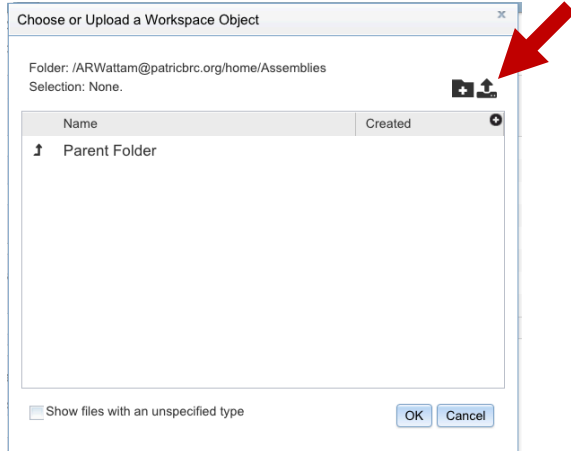 Choose or Upload a Workspace Object
x
Folder: /ARWattam@patricbrc.org/home/Assemblies
Selection: None.
Name Created
Parent Folder
Show files with an unspecified type
OK Cancel